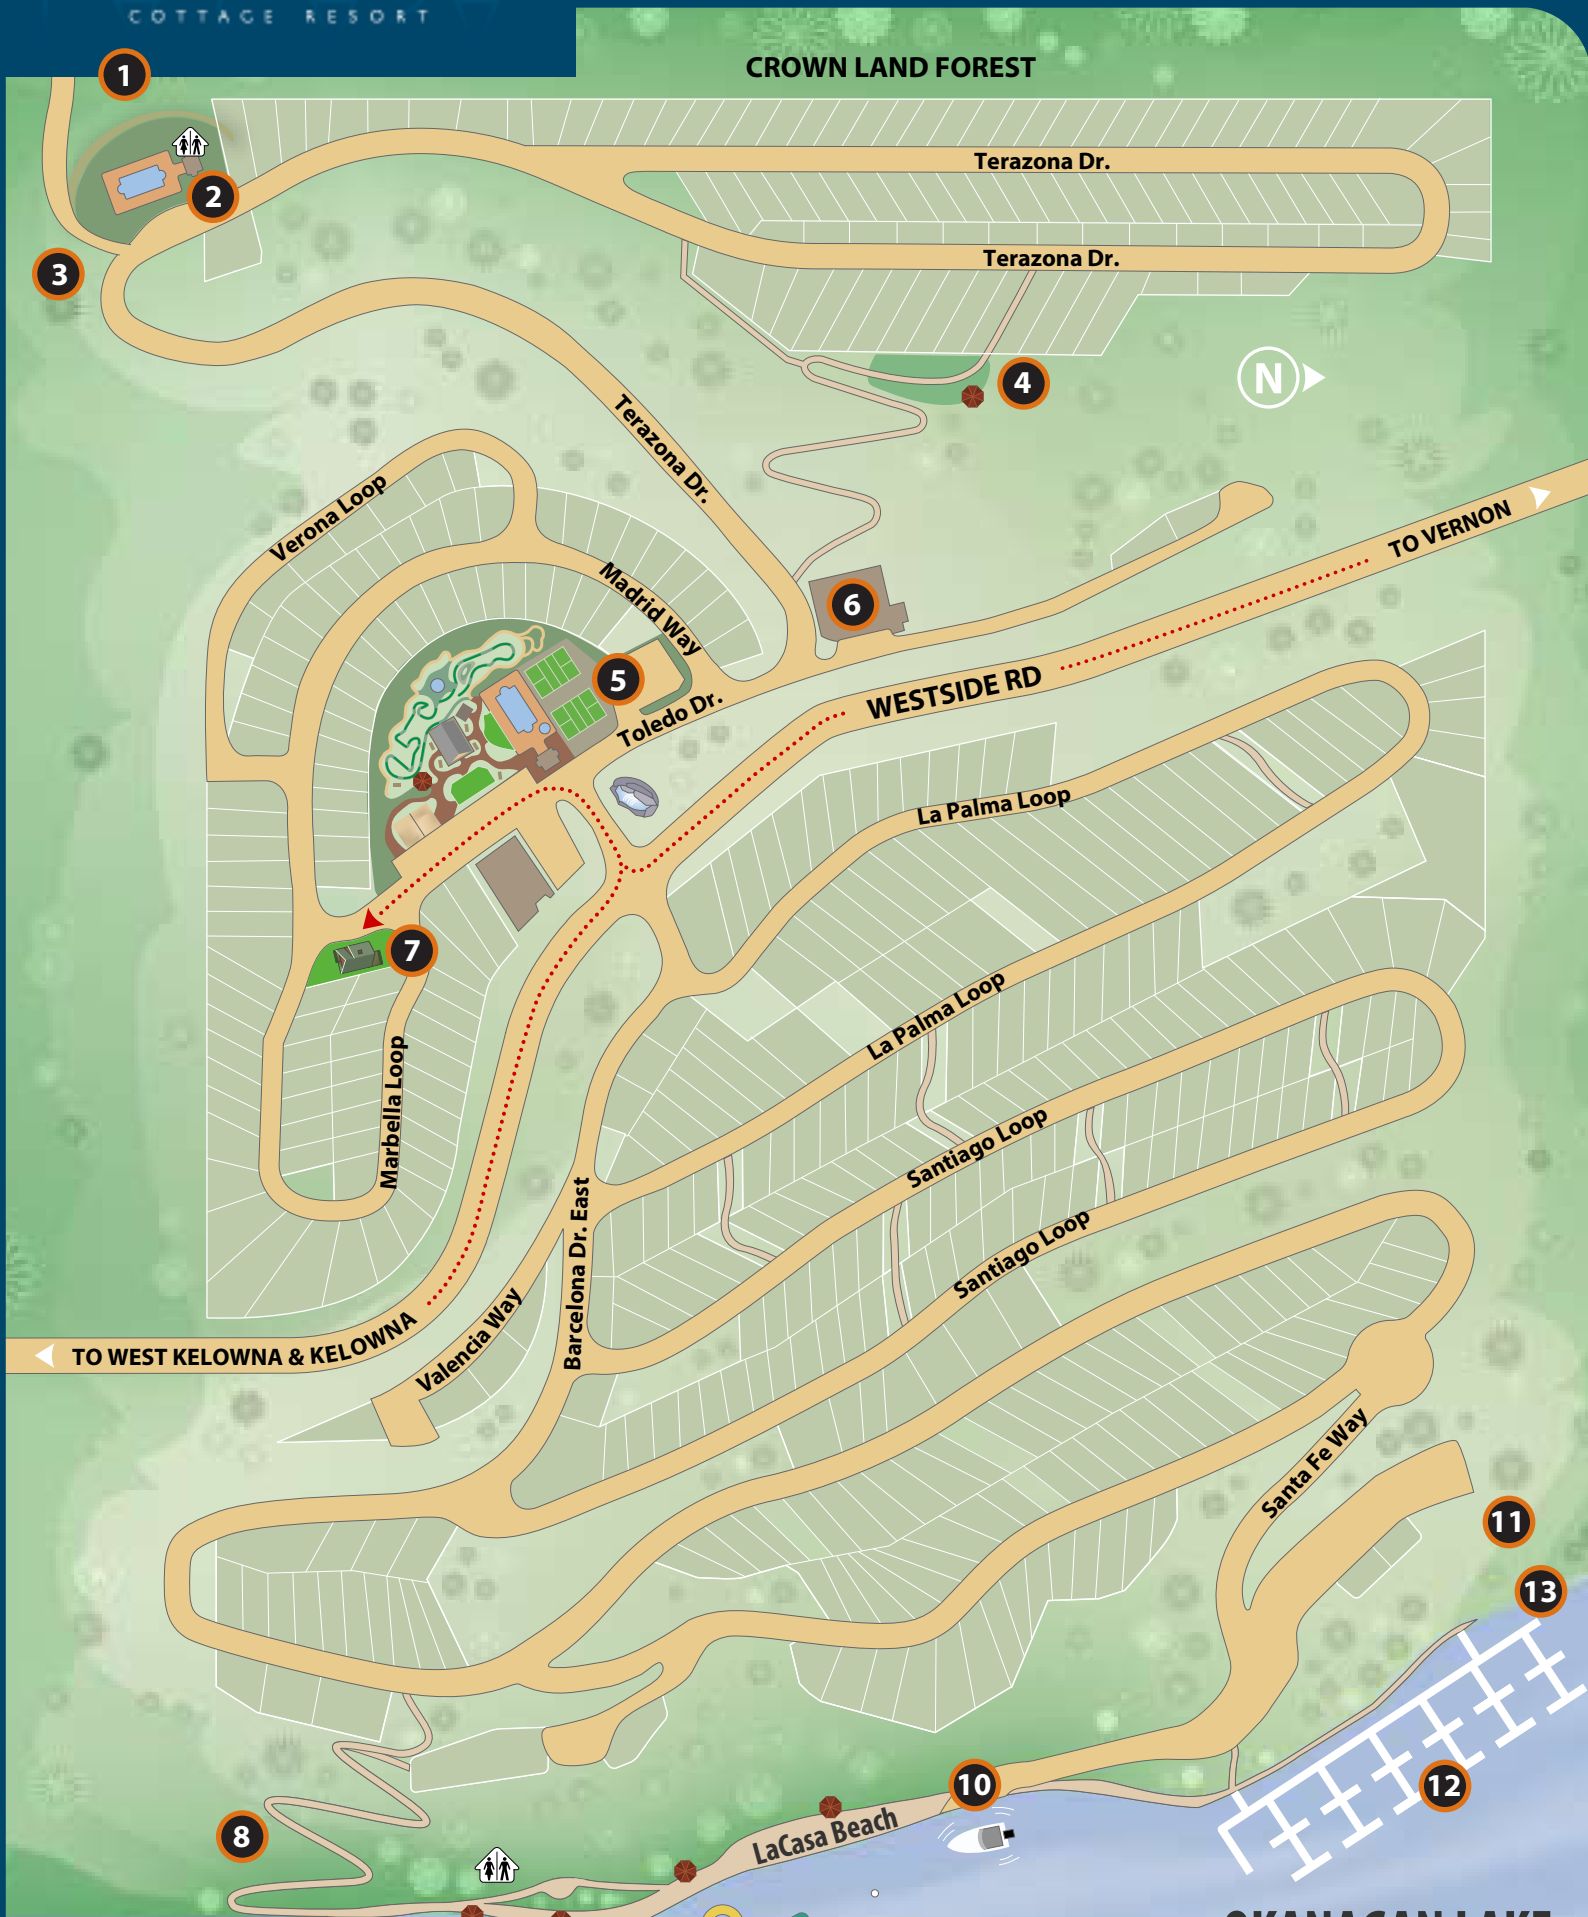 COTTAGE RESORT
CROWN LAND FOREST
1
Terazona Dr.
2
Terazona Dr.
3
N
4
Terazona Dr.
Verona Loop
TO VERNON
Madrid Way
6
5
WESTSIDE RD
Toledo Dr.
La Palma Loop
7
La Palma Loop
Marbella Loop
Santiago Loop
Barcelona Dr. East
Santiago Loop
Valencia Way
TO WEST KELOWNA & KELOWNA
Santa Fe Way
11
13
10
12
LaCasa Beach
8
OKANAGAN LAKE